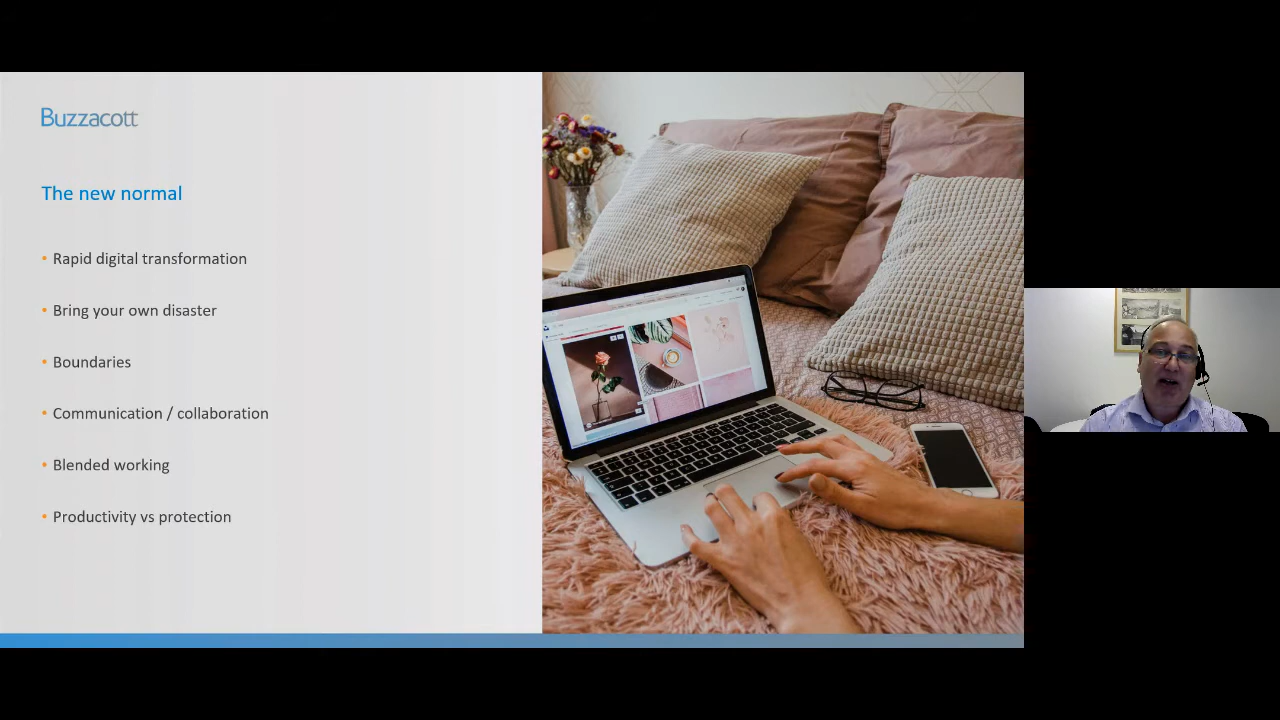 Buzzacott
The new normal
• Rapid digital transformation
• Bring your own disaster
• Boundaries
• Communication / collaboration
• Blended working
• Productivity vs protection